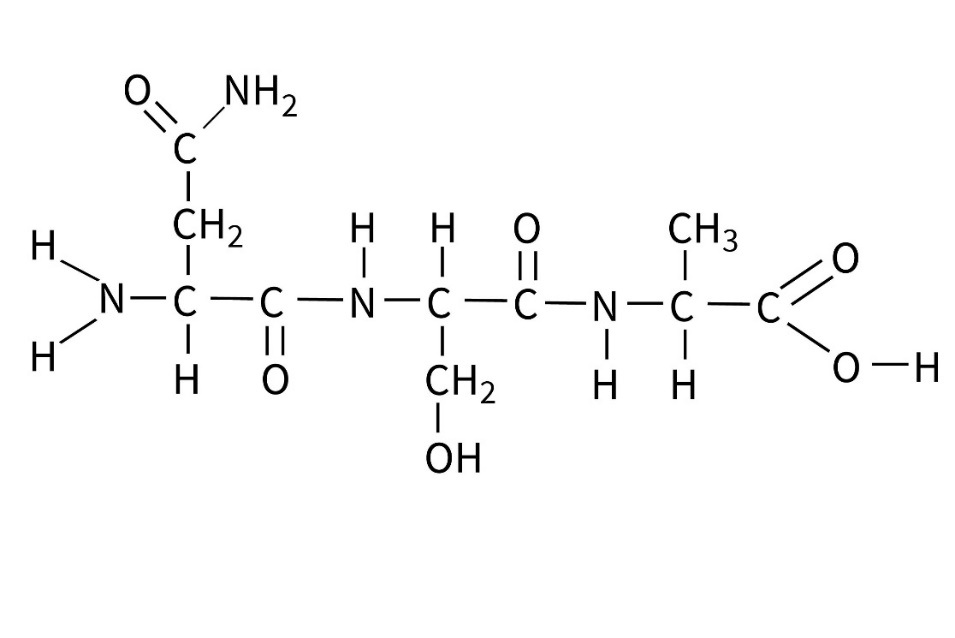 O NH₂
C
CH₂
H H H O CH₃ O
N C C N C C N C C
H H O CH₂ H H O H
OH